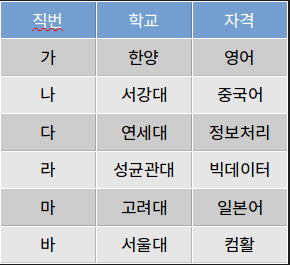 직번 학교 자격
가 한양 영어
나 서강대 중국어
다 연세대 정보처리
라 성균관대 빅데이터
마 고려대 일본어
바 서울대 컴활